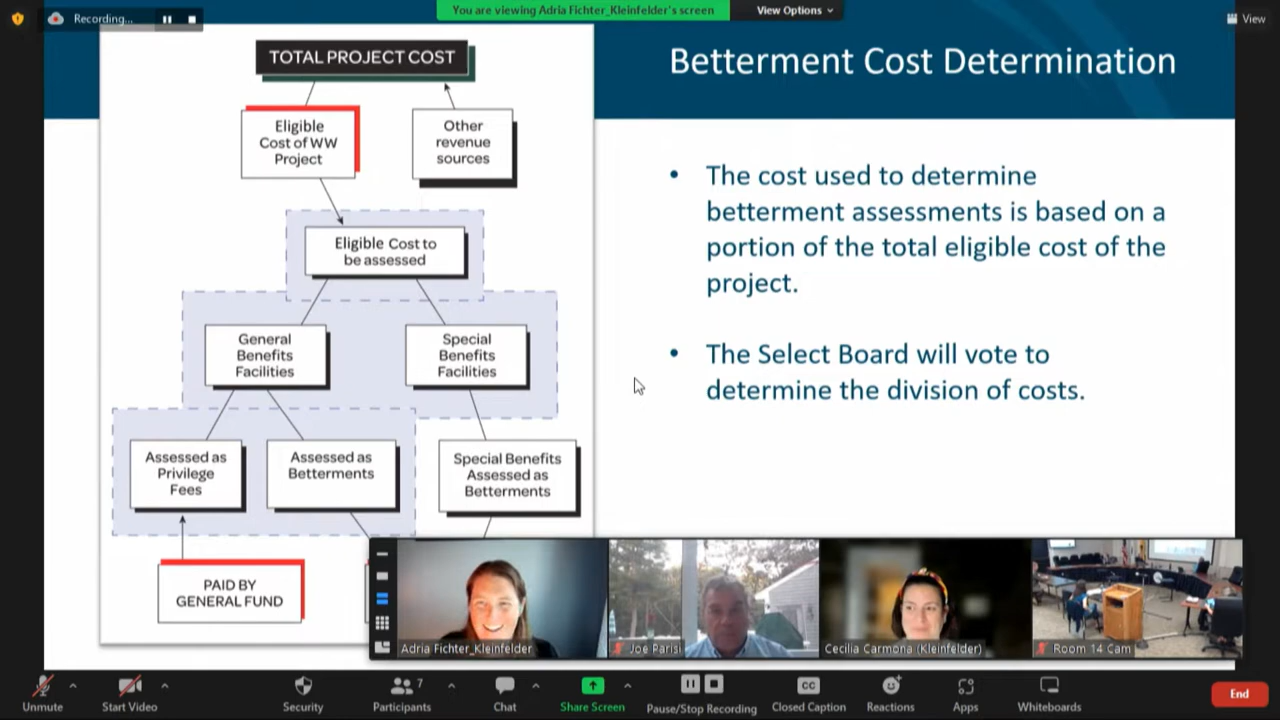 Recording...
You are viewing Adria Fichter_Kleinfelder's screen
View Options
View
TOTAL PROJECT COST
Eligible
Cost of WW
Project
Other
revenue
sources
Eligible Cost to
be assessed
General
Benefits
Facilities
Special
Benefits
Facilities
Assessed as
Privilege
Fees
Assessed as
Betterments
Special Benefits
Assessed as
Betterments
PAID BY
GENERAL FUND
Betterment Cost Determination
• The cost used to determine
betterment assessments is based on a
portion of the total eligible cost of the
project.
• The Select Board will vote to
determine the division of costs.
Adria Fichter_Kleinfelder
Joe Parisi
Cecilia Carmona (Kleinfelder)
Room 14 Cam
Unmute
Start Video
Security
Participants
7
Chat
Share Screen
Pause/Stop Recording
CC
Closed Caption
Reactions
Apps
Whiteboards
End